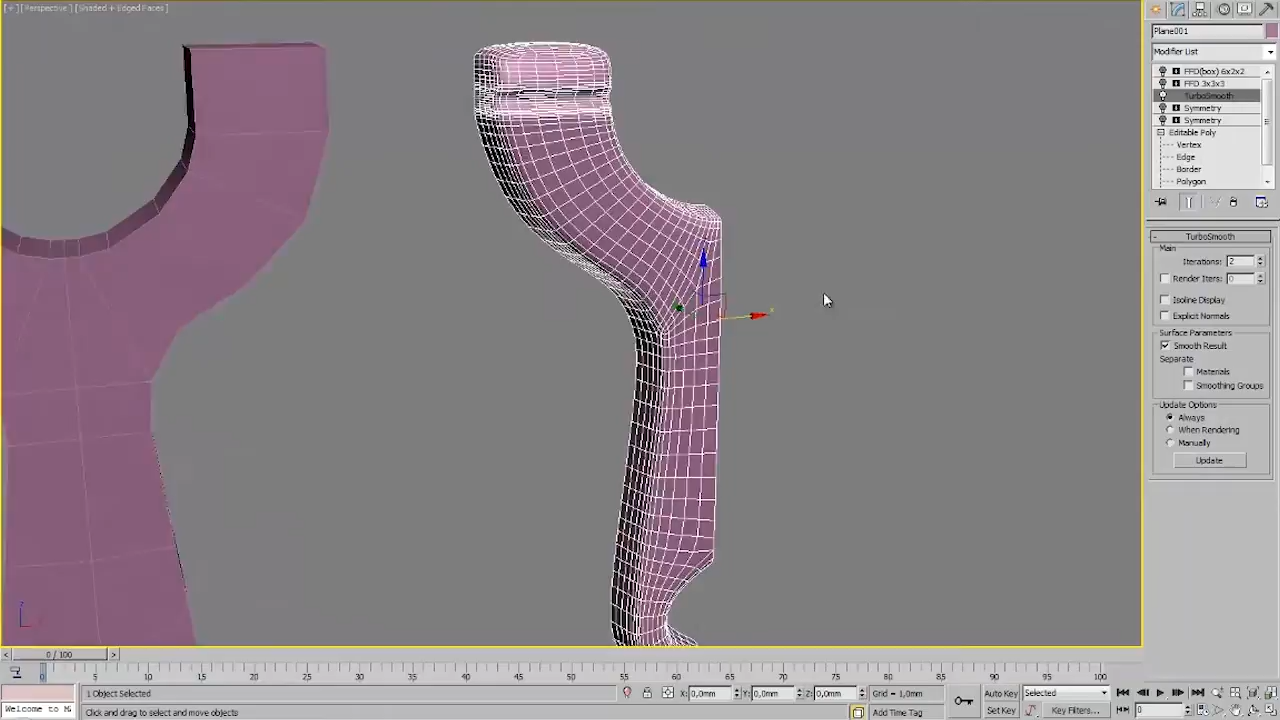 [+] [Perspective] [Shaded + Edged Faces]
Plane001
Modifier List
FFD(box) 6x2x2
FFD 3x3x3
TurboSmooth
Symmetry
Symmetry
Editable Poly
Vertex
Edge
Border
Polygon
- TurboSmooth
Main
Iterations: 2
Render Iters: 0
Isoline Display
Explicit Normals
Surface Parameters
Smooth Result
Separate
Materials
Smoothing Groups
Update Options
Always
When Rendering
Manually
Update
z
x
< 0 / 100 >
0 5 10 15 20 25 30 35 40 45 50 55 60 65 70 75 80 85 90 95 100
1 Object Selected X: 0,0mm Y: 0,0mm Z: 0,0mm Grid = 1,0mm Auto Key Selected
Welcome to M Click and drag to select and move objects Add Time Tag Set Key Key Filters... 0